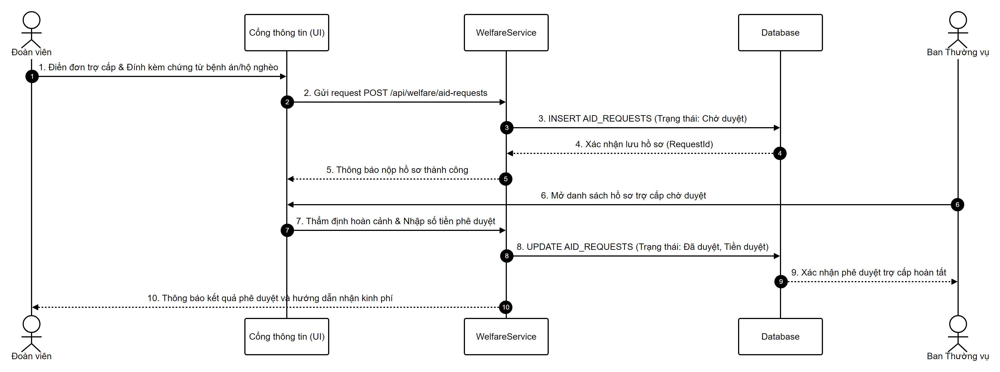 Cổng thông tin (UI)
WelfareService
Database
Đoàn viên
Ban Thường vụ
1. Điền đơn trợ cấp & Đính kèm chứng từ bệnh án/hộ nghèo
1
2. Gửi request POST /api/welfare/aid-requests
2
3. INSERT AID_REQUESTS (Trạng thái: Chờ duyệt)
3
4. Xác nhận lưu hồ sơ (RequestId)
4
5. Thông báo nộp hồ sơ thành công
5
6. Mở danh sách hồ sơ trợ cấp chờ duyệt
6
7. Thẩm định hoàn cảnh & Nhập số tiền phê duyệt
7
8. UPDATE AID_REQUESTS (Trạng thái: Đã duyệt, Tiền duyệt)
8
9. Xác nhận phê duyệt trợ cấp hoàn tất
9
10. Thông báo kết quả phê duyệt và hướng dẫn nhận kinh phí
10
Cổng thông tin (UI)
WelfareService
Database
Đoàn viên
Ban Thường vụ